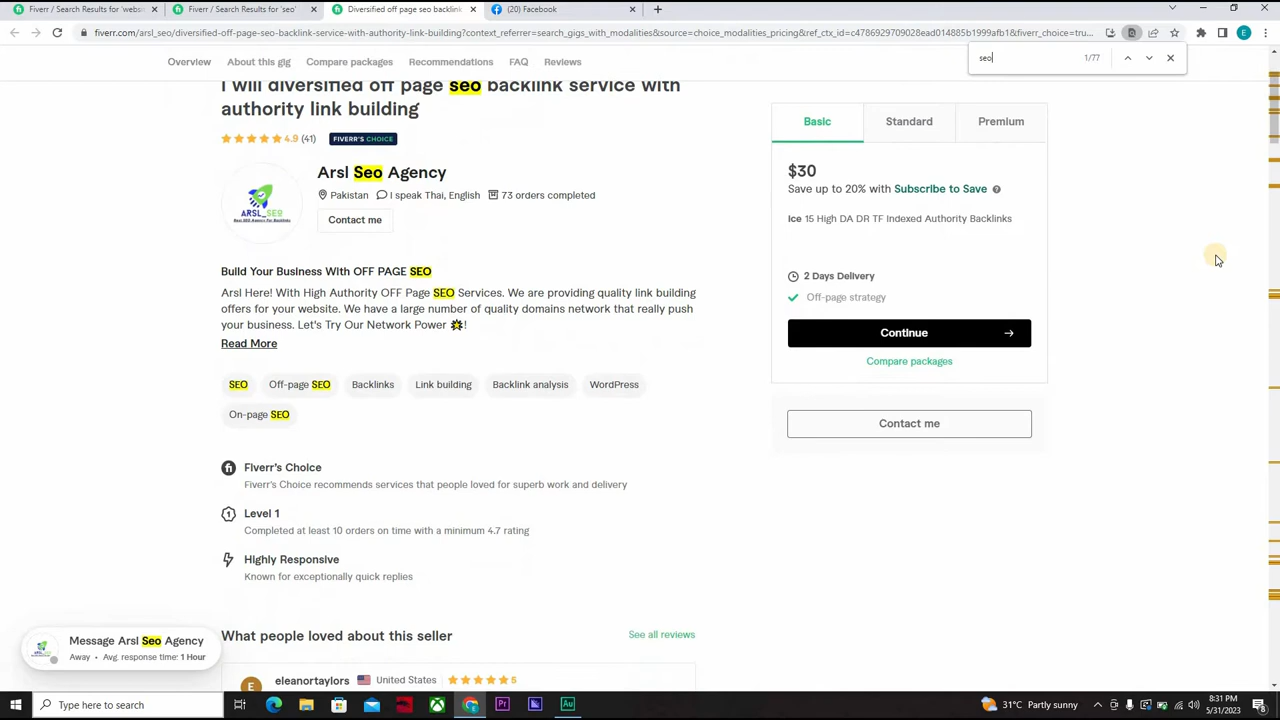 Fiverr / Search Results for 'webs
Fiverr / Search Results for 'seo'
Diversified off page seo backlink
(20) Facebook
fiverr.com/arsl_seo/diversified-off-page-seo-backlink-service-with-authority-link-building?context_referrer=search_gigs_with_modalities&source=choice_modalities_pricing&ref_ctx_id=c4786929709028ead014885b1999afb1&fiverr_choice=tru...
E
seo
1/77
Overview
About this gig
Compare packages
Recommendations
FAQ
Reviews
I will diversified off page seo backlink service with
authority link building
4.9 (41) FIVERR'S CHOICE
Arsl Seo Agency
Pakistan I speak Thai, English 73 orders completed
ARSL_SEO
Contact me
Build Your Business With OFF PAGE SEO
Arsl Here! With High Authority OFF Page SEO Services. We are providing quality link building
offers for your website. We have a large number of quality domains network that really push
your business. Let's Try Our Network Power !
Read More
SEO
Off-page SEO
Backlinks
Link building
Backlink analysis
WordPress
On-page SEO
Fiverr's Choice
Fiverr's Choice recommends services that people loved for superb work and delivery
Level 1
Completed at least 10 orders on time with a minimum 4.7 rating
Highly Responsive
Known for exceptionally quick replies
What people loved about this seller
See all reviews
E
eleanortaylors United States 5
Basic
Standard
Premium
$30
Save up to 20% with Subscribe to Save
Ice 15 High DA DR TF Indexed Authority Backlinks
2 Days Delivery
Off-page strategy
Continue
Compare packages
Contact me
Message Arsl Seo Agency
Away • Avg. response time: 1 Hour
Type here to search
Pr
Au
31°C Partly sunny
8:31 PM
5/31/2023